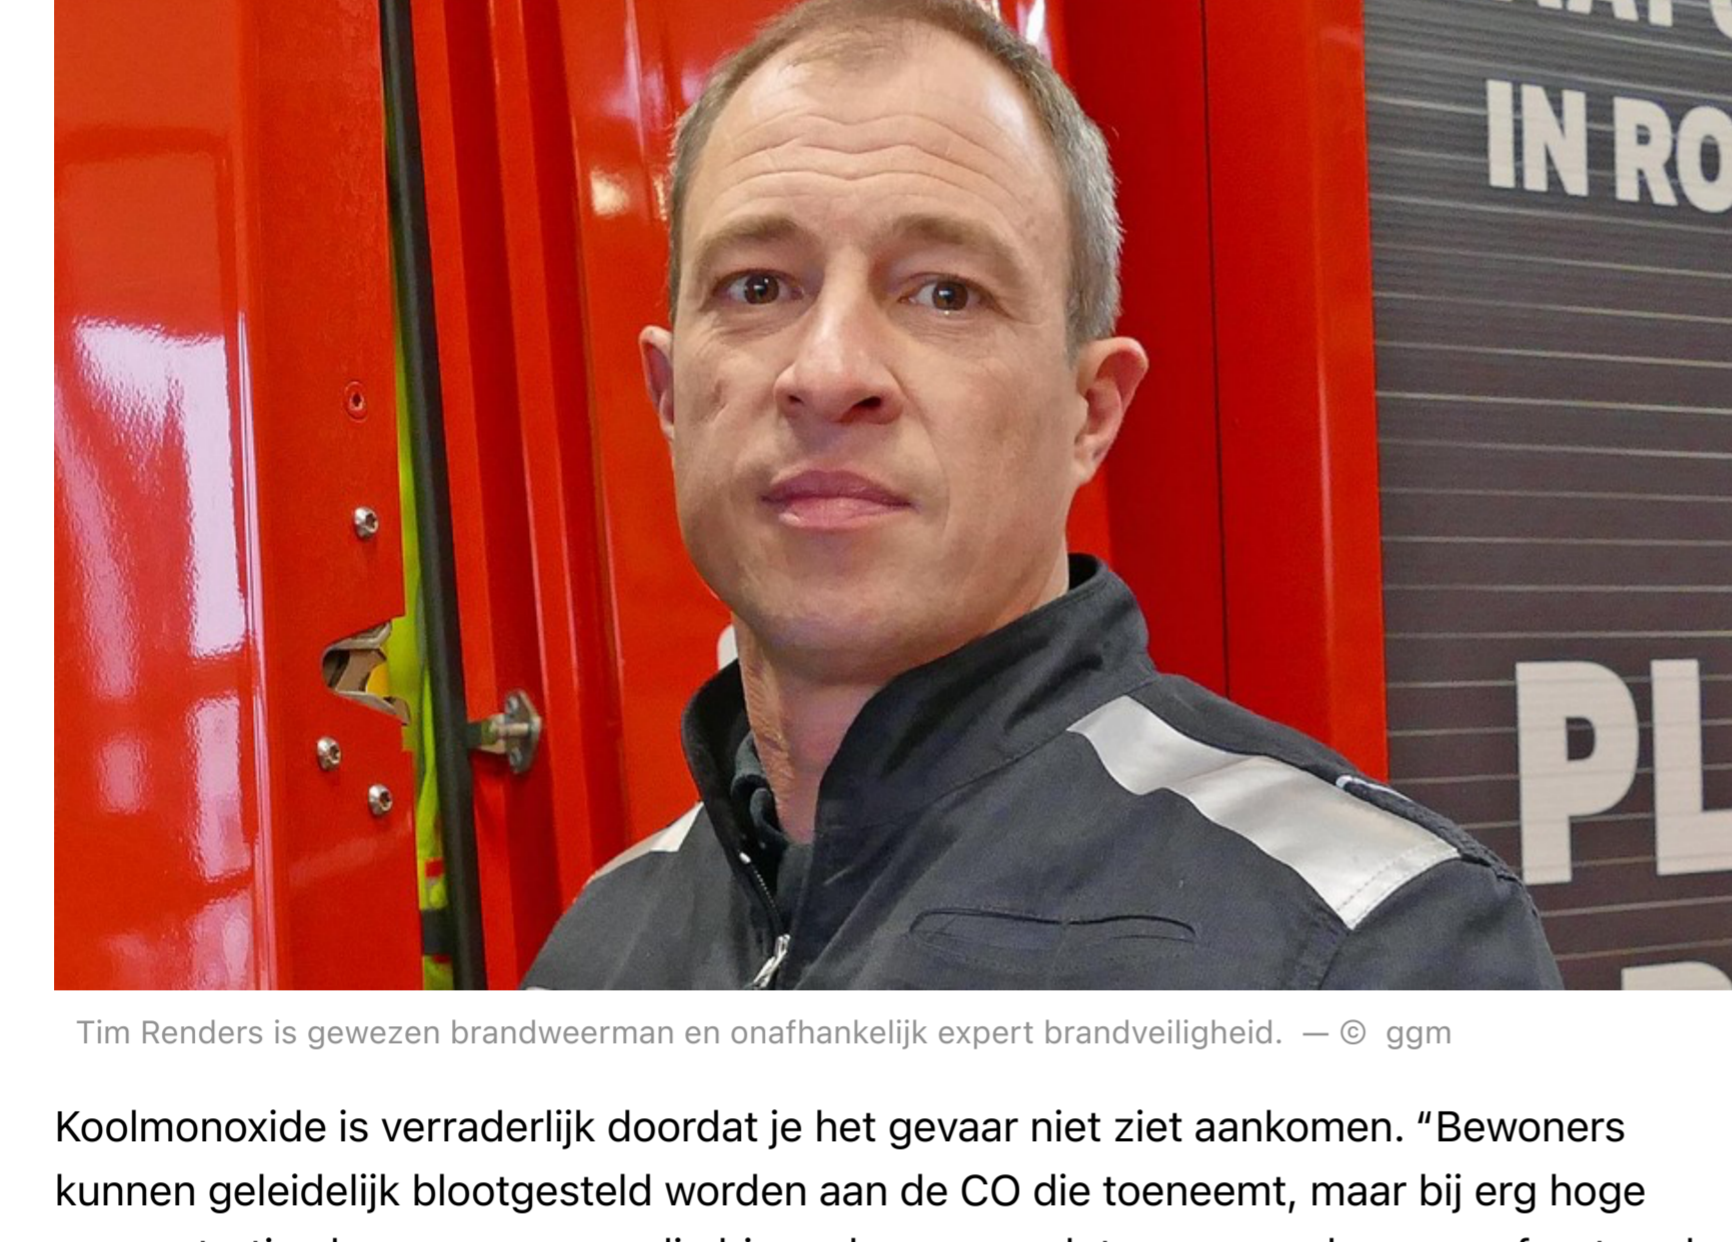 IN RO
PL
Tim Renders is gewezen brandweerman en onafhankelijk expert brandveiligheid. — © ggm
Koolmonoxide is verraderlijk doordat je het gevaar niet ziet aankomen. “Bewoners
kunnen geleidelijk blootgesteld worden aan de CO die toeneemt, maar bij erg hoge